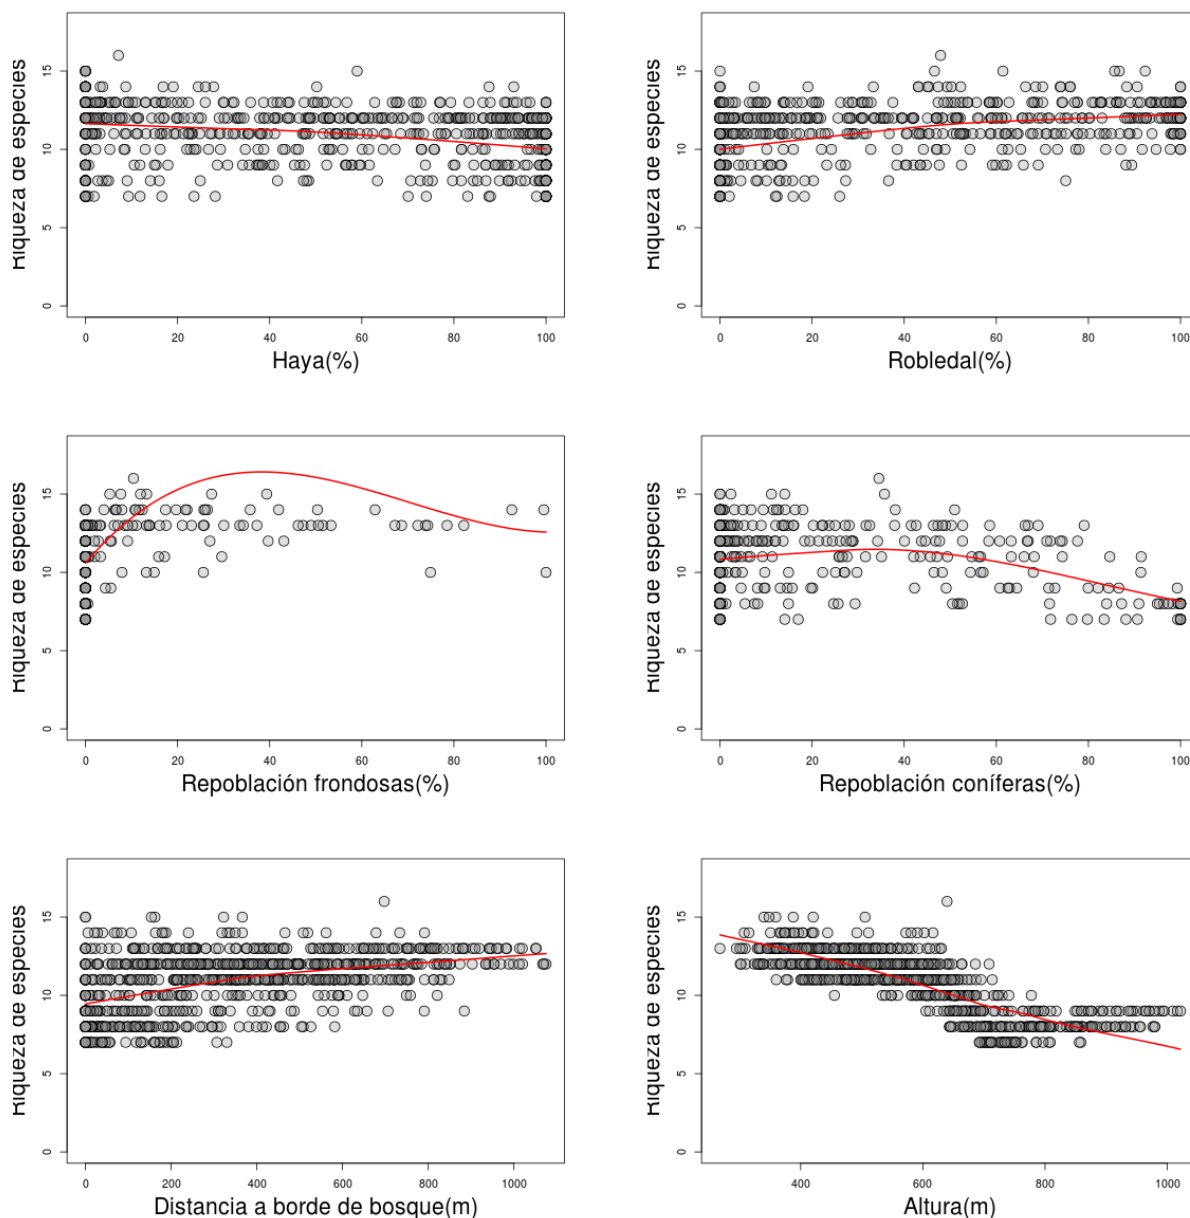 Riqueza de especies
15
10
5
0
0 20 40 60 80 100
Haya(%)
Riqueza de especies
15
10
5
0
0 20 40 60 80 100
Robledal(%)
Riqueza de especies
15
10
5
0
0 20 40 60 80 100
Repoblación frondosas(%)
Riqueza de especies
15
10
5
0
0 20 40 60 80 100
Repoblación coníferas(%)
Riqueza de especies
15
10
5
0
0 200 400 600 800 1000
Distancia a borde de bosque(m)
Riqueza de especies
15
10
5
0
400 600 800 1000
Altura(m)